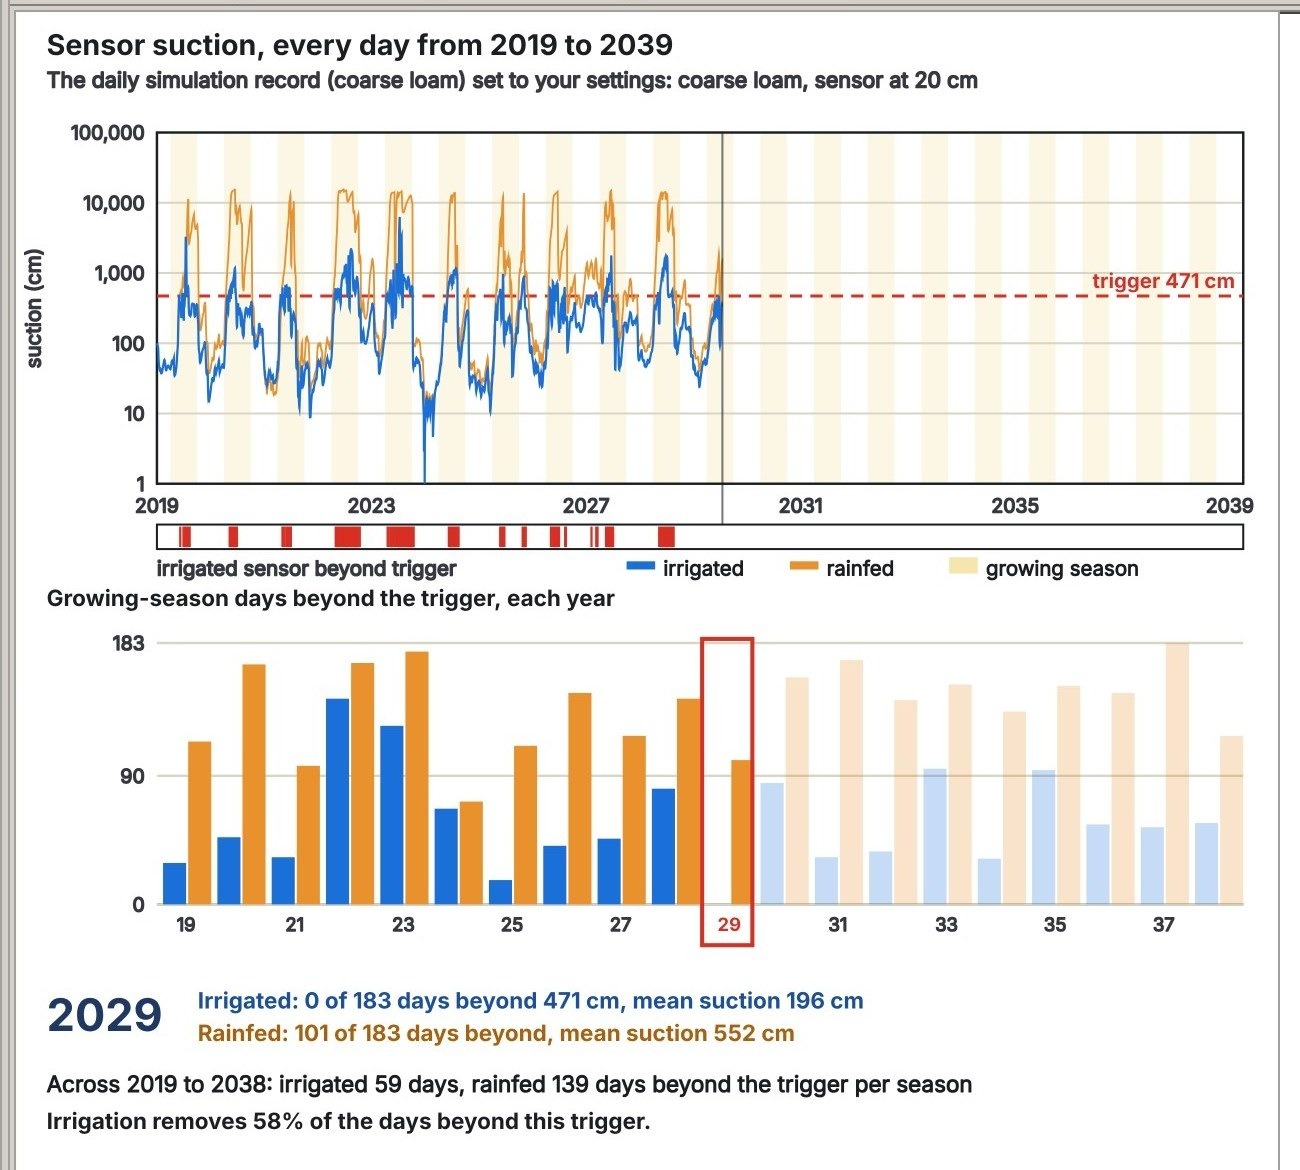 Sensor suction, every day from 2019 to 2039
The daily simulation record (coarse loam) set to your settings: coarse loam, sensor at 20 cm
suction (cm)
100,000
10,000
1,000
100
10
1
trigger 471 cm
2019 2023 2027 2031 2035 2039
irrigated sensor beyond trigger irrigated rainfed growing season
Growing-season days beyond the trigger, each year
183
90
0
19 21 23 25 27 29 31 33 35 37
2029
Irrigated: 0 of 183 days beyond 471 cm, mean suction 196 cm
Rainfed: 101 of 183 days beyond, mean suction 552 cm
Across 2019 to 2038: irrigated 59 days, rainfed 139 days beyond the trigger per season
Irrigation removes 58% of the days beyond this trigger.